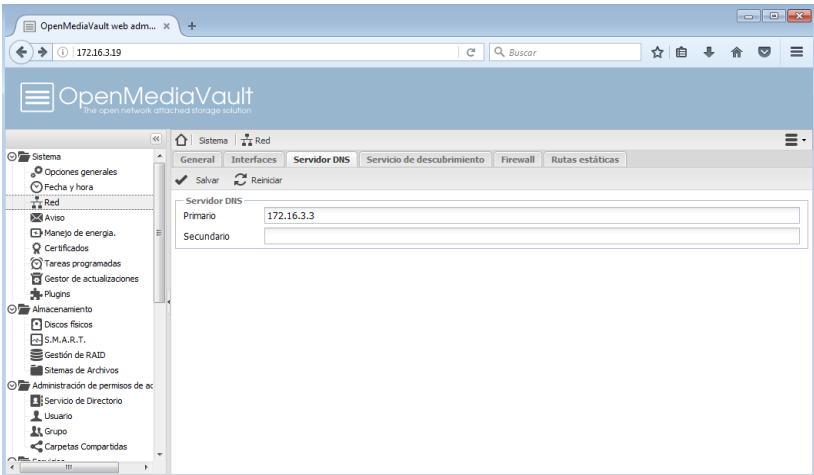 OpenMediaVault web adm... × +
172.16.3.19
Buscar
OpenMediaVault
The open network attached storage solution
Sistema
Red
General
Interfaces
Servidor DNS
Servicio de descubrimiento
Firewall
Rutas estáticas
Salvar
Reiniciar
Servidor DNS
Primario
172.16.3.3
Secundario
Sistema
Opciones generales
Fecha y hora
Red
Aviso
Manejo de energia.
Certificados
Tareas programadas
Gestor de actualizaciones
Plugins
Almacenamiento
Discos físicos
S.M.A.R.T.
Gestión de RAID
Sitemas de Archivos
Administración de permisos de ac
Servicio de Directorio
Usuario
Grupo
Carpetas Compartidas